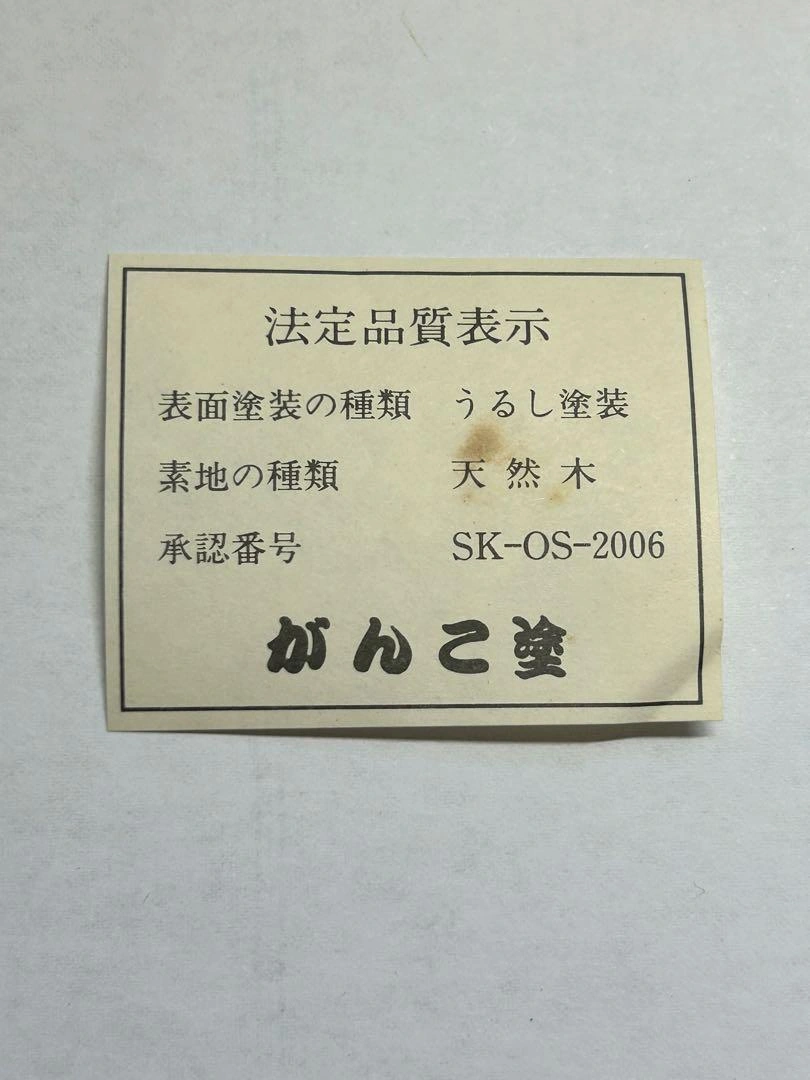 法定品質表示
表面塗装の種類 うるし塗装
素地の種類 天然木
承認番号 SK-OS-2006
がんこ塗